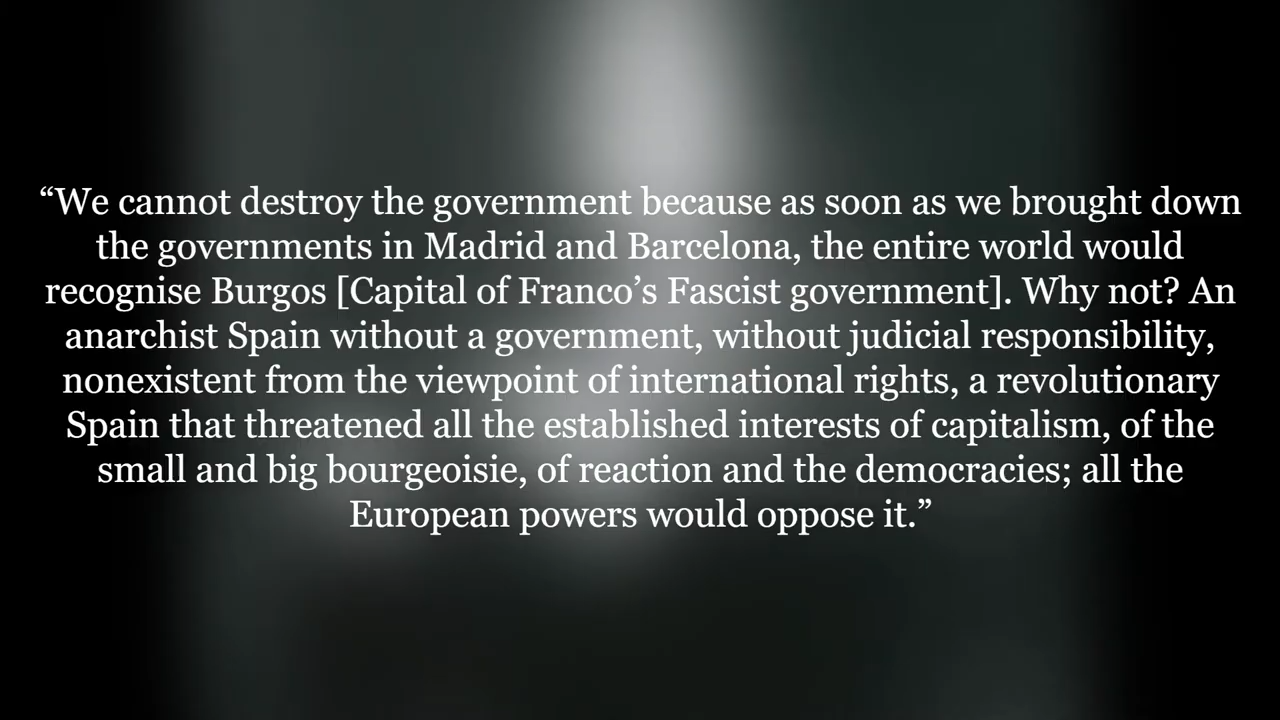 “We cannot destroy the government because as soon as we brought down
the governments in Madrid and Barcelona, the entire world would
recognise Burgos [Capital of Franco’s Fascist government]. Why not? An
anarchist Spain without a government, without judicial responsibility,
nonexistent from the viewpoint of international rights, a revolutionary
Spain that threatened all the established interests of capitalism, of the
small and big bourgeoisie, of reaction and the democracies; all the
European powers would oppose it.”